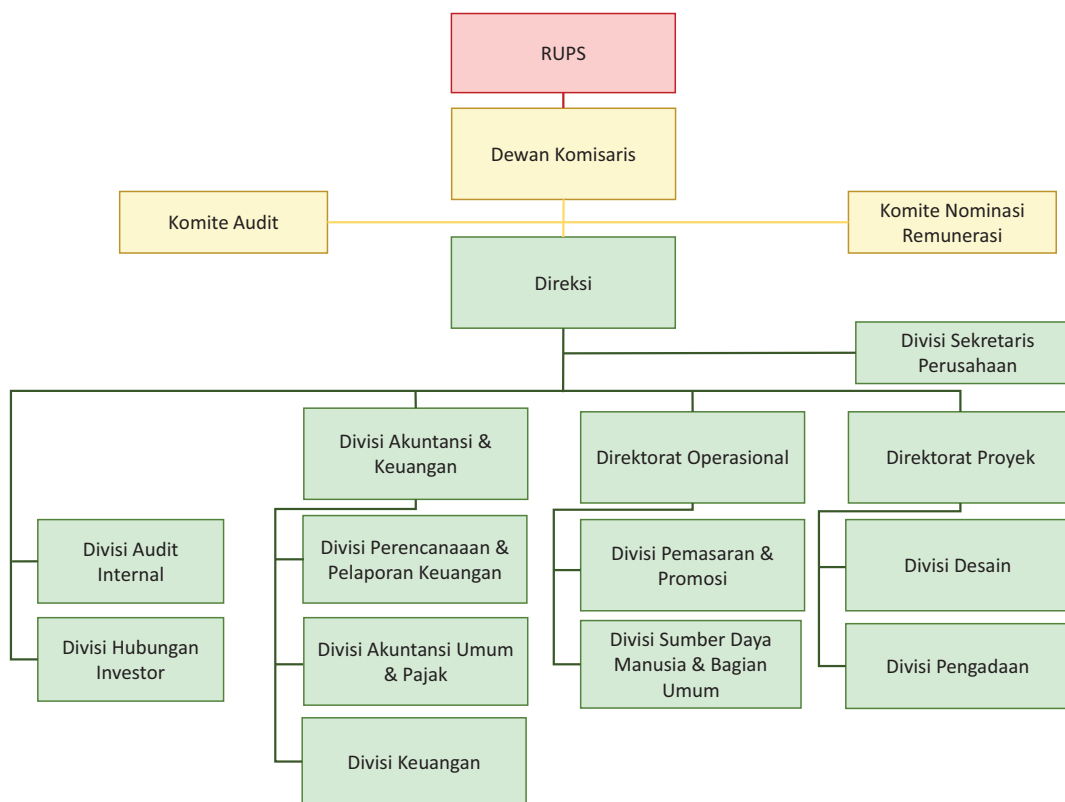 RUPS
Dewan Komisaris
Komite Audit
Komite Nominasi
Remunerasi
Direksi
Divisi Sekretaris
Perusahaan
Divisi Akuntansi &
Keuangan
Direktorat Operasional
Direktorat Proyek
Divisi Audit
Internal
Divisi Perencanaaan &
Pelaporan Keuangan
Divisi Pemasaran &
Promosi
Divisi Desain
Divisi Hubungan
Investor
Divisi Akuntansi Umum
& Pajak
Divisi Sumber Daya
Manusia & Bagian
Umum
Divisi Pengadaan
Divisi Keuangan